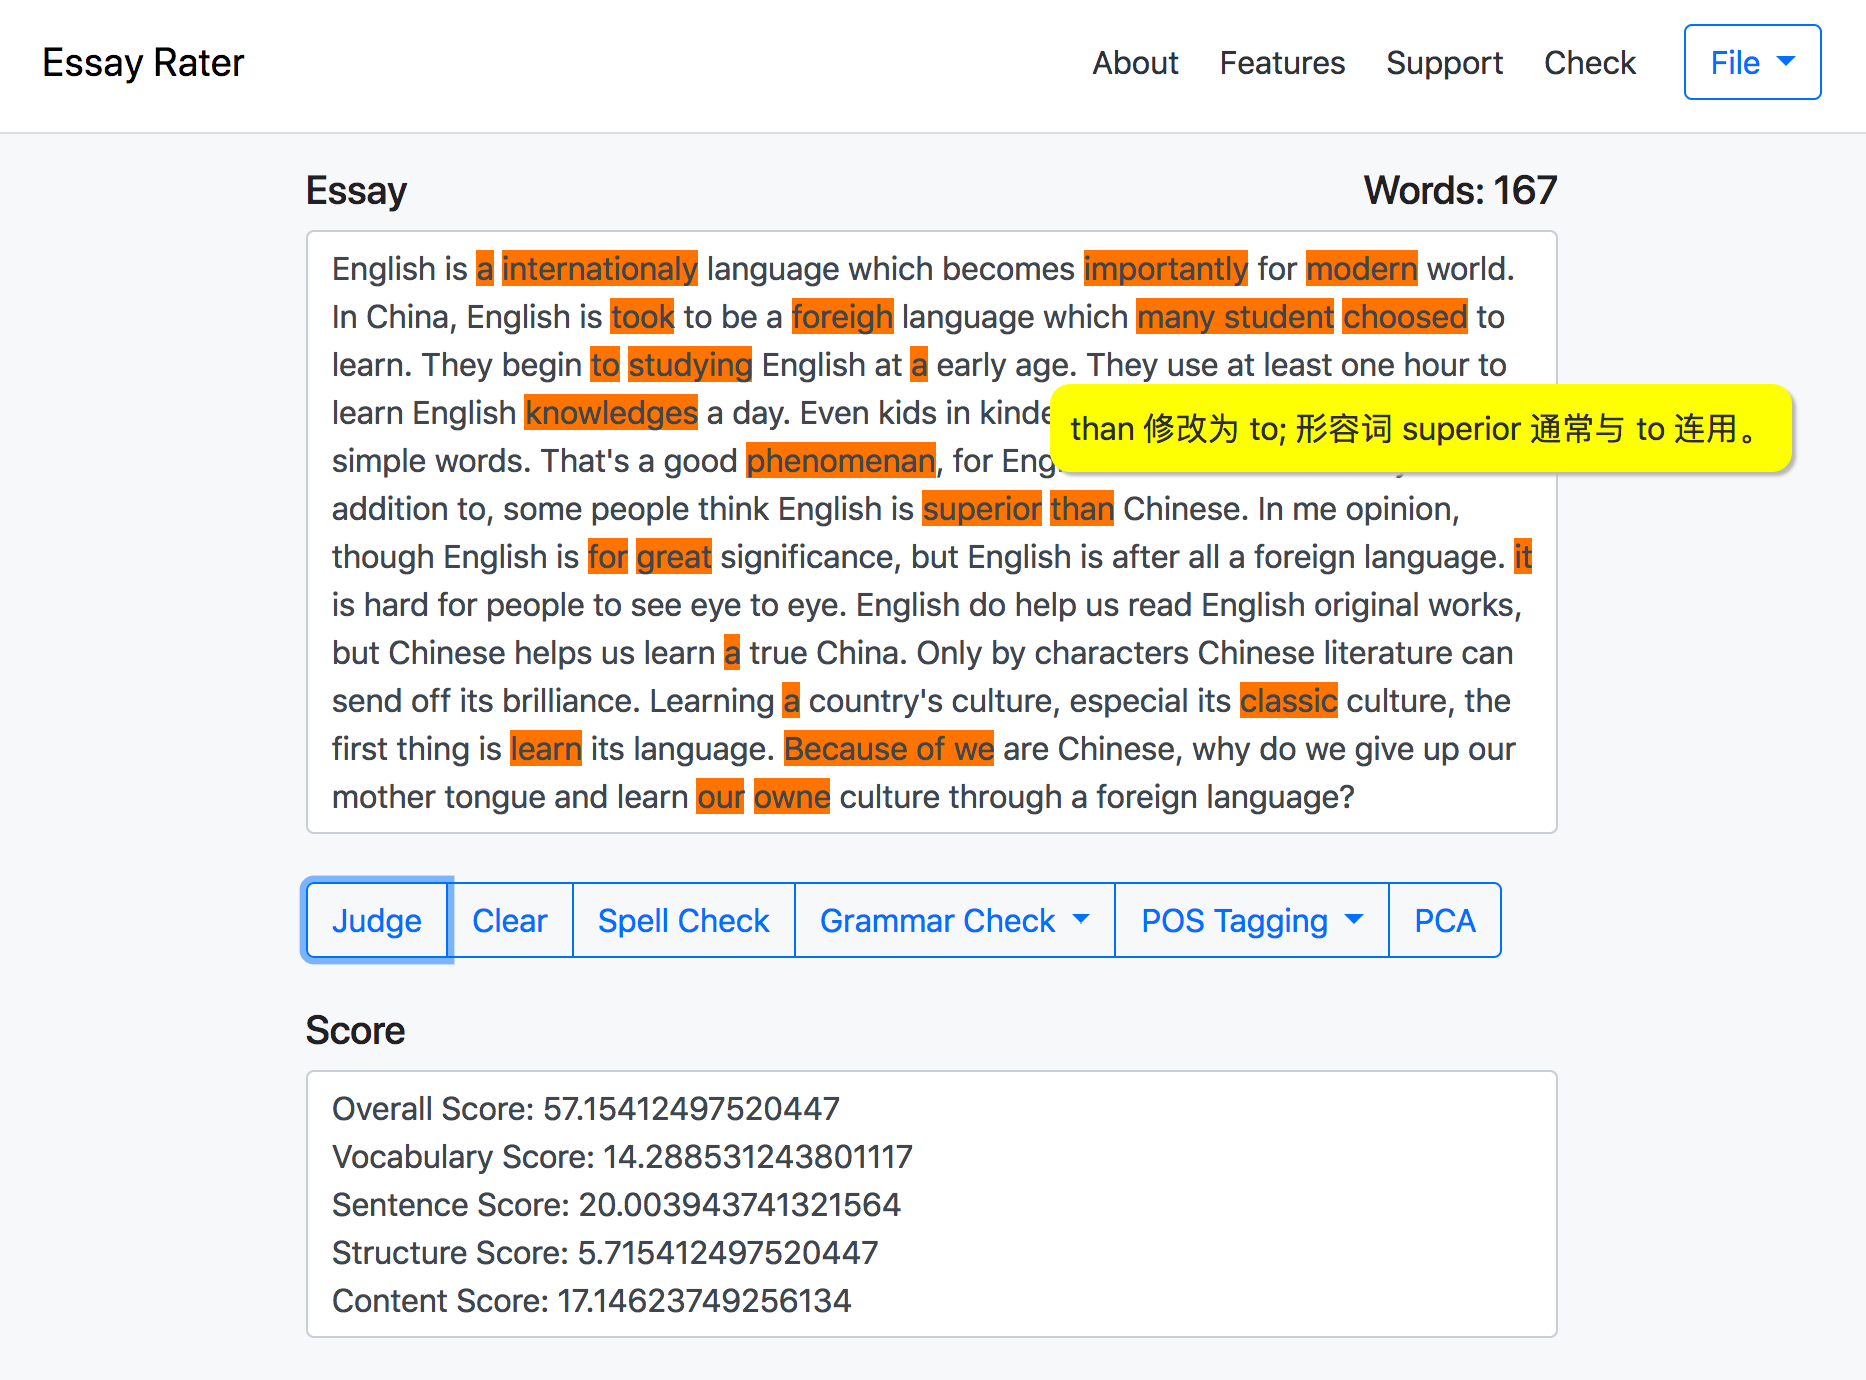 Essay Rater
About Features Support Check File
Essay Words: 167
English is a internationaly language which becomes importantly for modern world.
In China, English is took to be a foreigh language which many student choosed to
learn. They begin to studying English at a early age. They use at least one hour to
learn English knowledges a day. Even kids in kinde
than 修改为 to; 形容词 superior 通常与 to 连用。
simple words. That's a good phenomenan, for Eng
addition to, some people think English is superior than Chinese. In me opinion,
though English is for great significance, but English is after all a foreign language. it
is hard for people to see eye to eye. English do help us read English original works,
but Chinese helps us learn a true China. Only by characters Chinese literature can
send off its brilliance. Learning a country's culture, especial its classic culture, the
first thing is learn its language. Because of we are Chinese, why do we give up our
mother tongue and learn our owne culture through a foreign language?
Judge Clear Spell Check Grammar Check POS Tagging PCA
Score
Overall Score: 57.15412497520447
Vocabulary Score: 14.288531243801117
Sentence Score: 20.003943741321564
Structure Score: 5.715412497520447
Content Score: 17.14623749256134